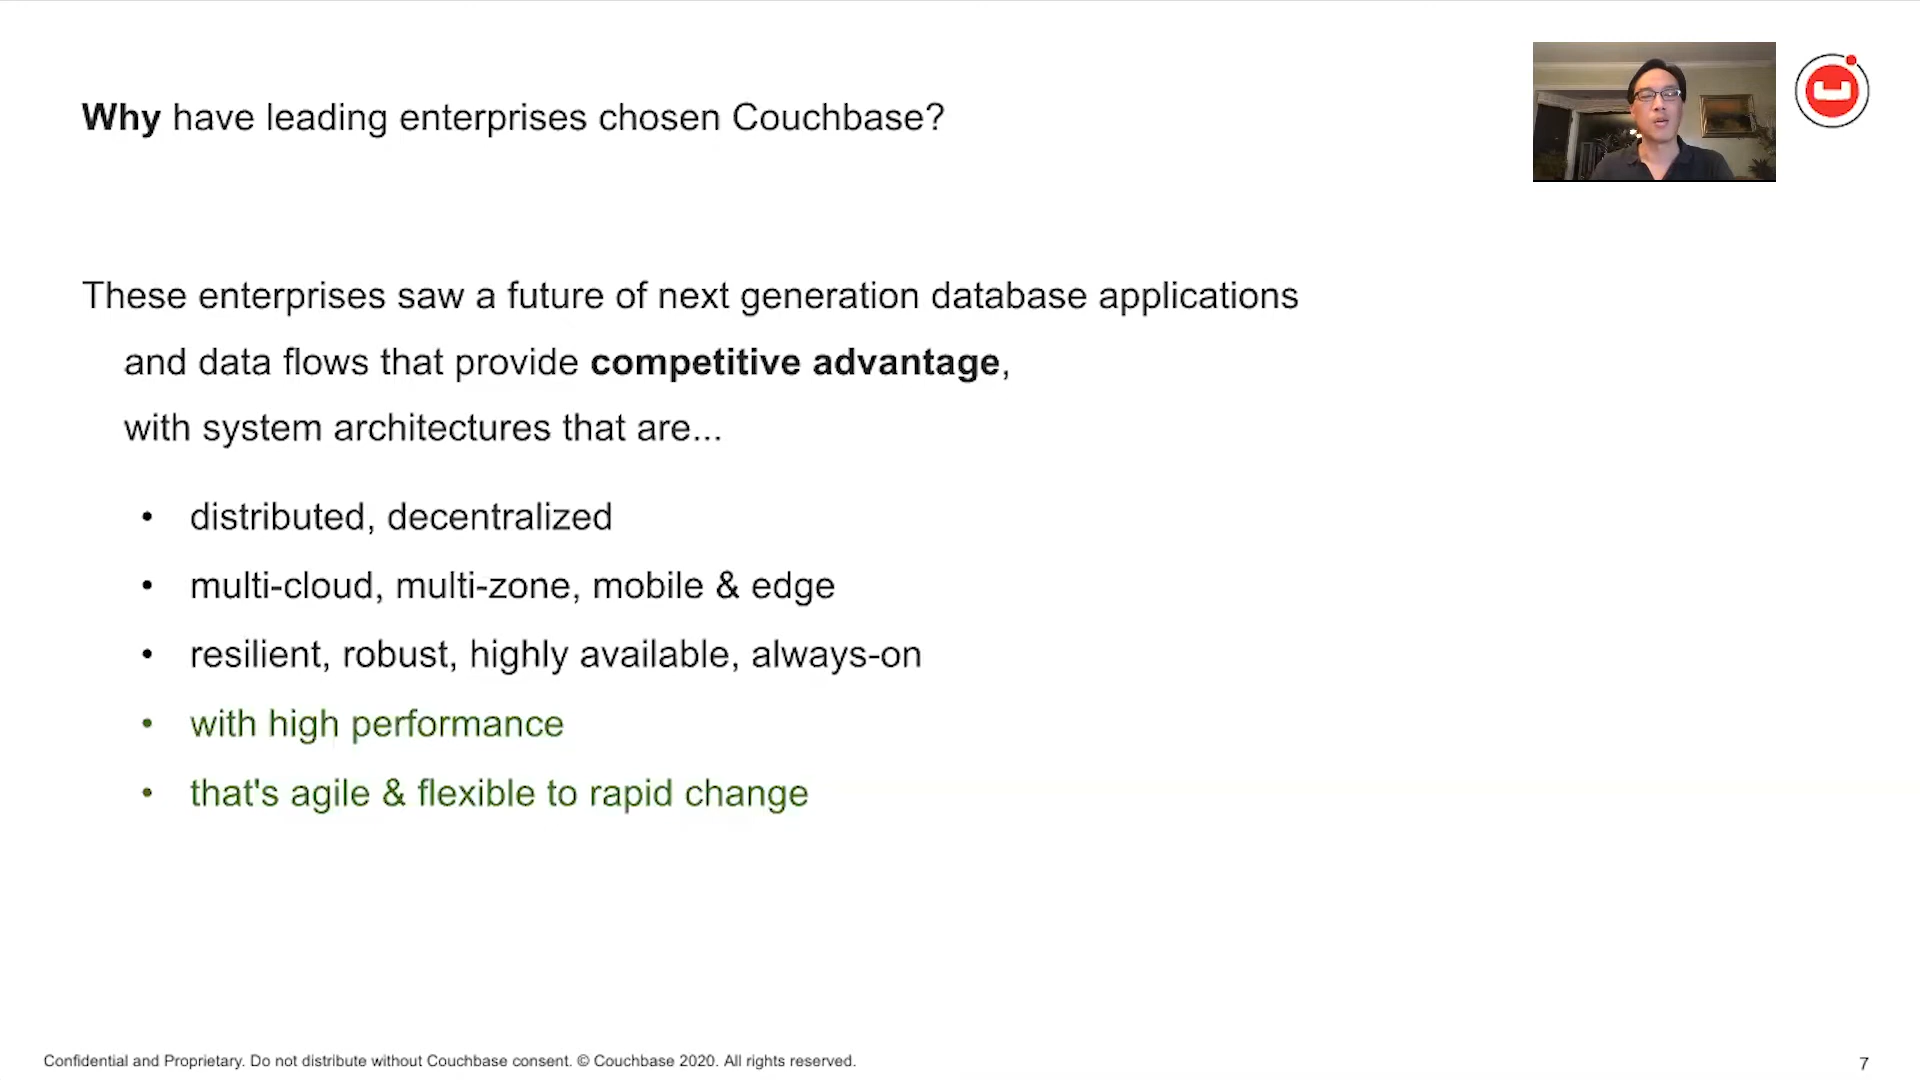 Why have leading enterprises chosen Couchbase?
These enterprises saw a future of next generation database applications
and data flows that provide competitive advantage,
with system architectures that are...
• distributed, decentralized
• multi-cloud, multi-zone, mobile & edge
• resilient, robust, highly available, always-on
• with high performance
• that's agile & flexible to rapid change
Confidential and Proprietary. Do not distribute without Couchbase consent. © Couchbase 2020. All rights reserved.
7